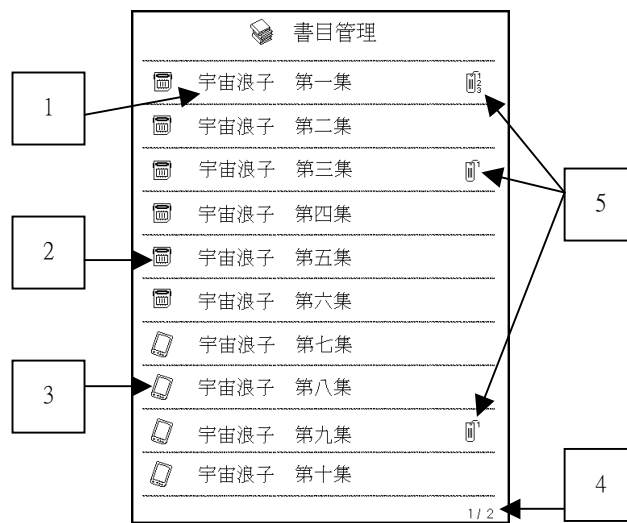 書目管理
宇宙浪子 第一集
宇宙浪子 第二集
宇宙浪子 第三集
宇宙浪子 第四集
宇宙浪子 第五集
宇宙浪子 第六集
宇宙浪子 第七集
宇宙浪子 第八集
宇宙浪子 第九集
宇宙浪子 第十集
1 / 2
1
2
3
5
4